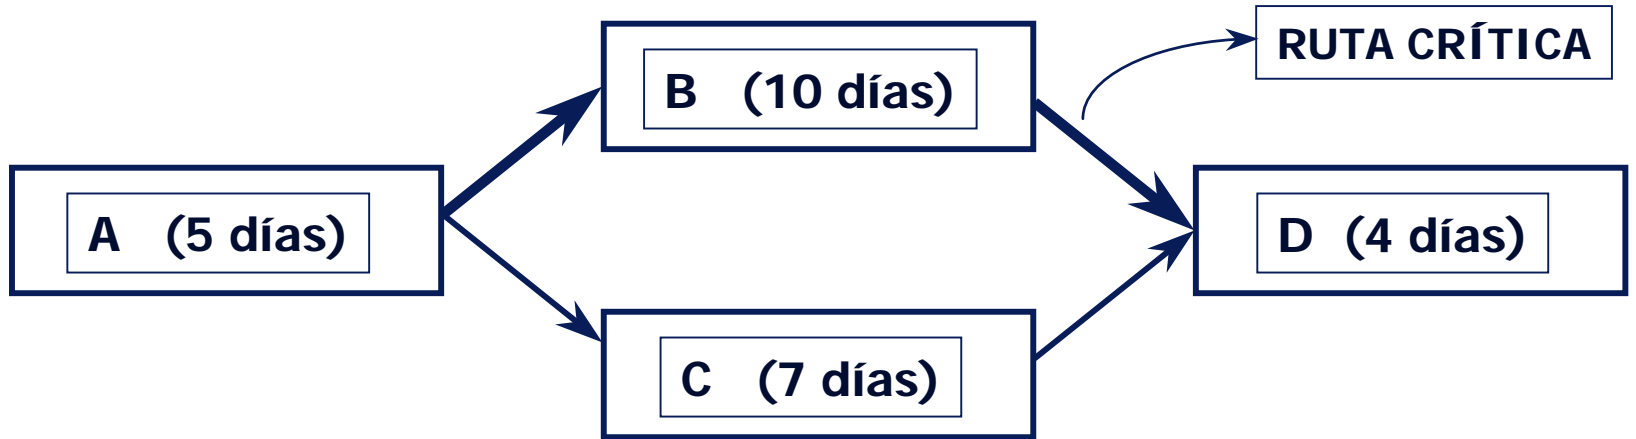 RUTA CRÍTICA
B (10 días)
A (5 días)
D (4 días)
C (7 días)